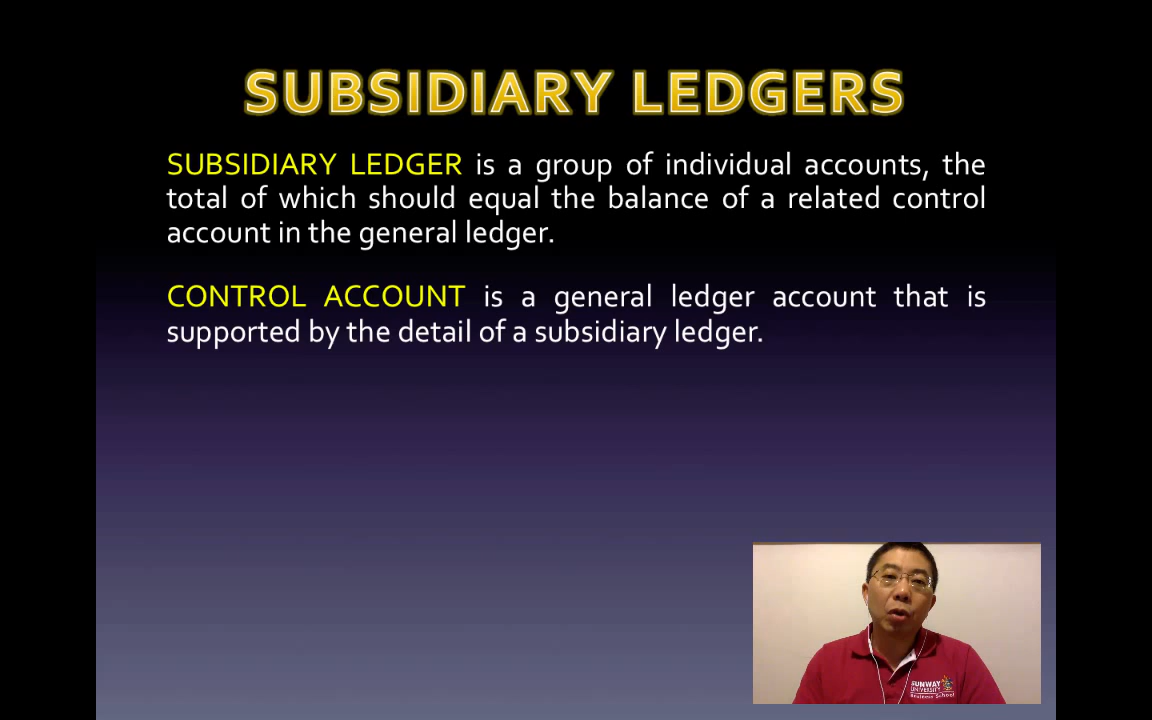 SUBSIDIARY LEDGERS
SUBSIDIARY LEDGER is a group of individual accounts, the
total of which should equal the balance of a related control
account in the general ledger.
CONTROL ACCOUNT is a general ledger account that is
supported by the detail of a subsidiary ledger.
SUNWAY
UNIVERSITY
Business School